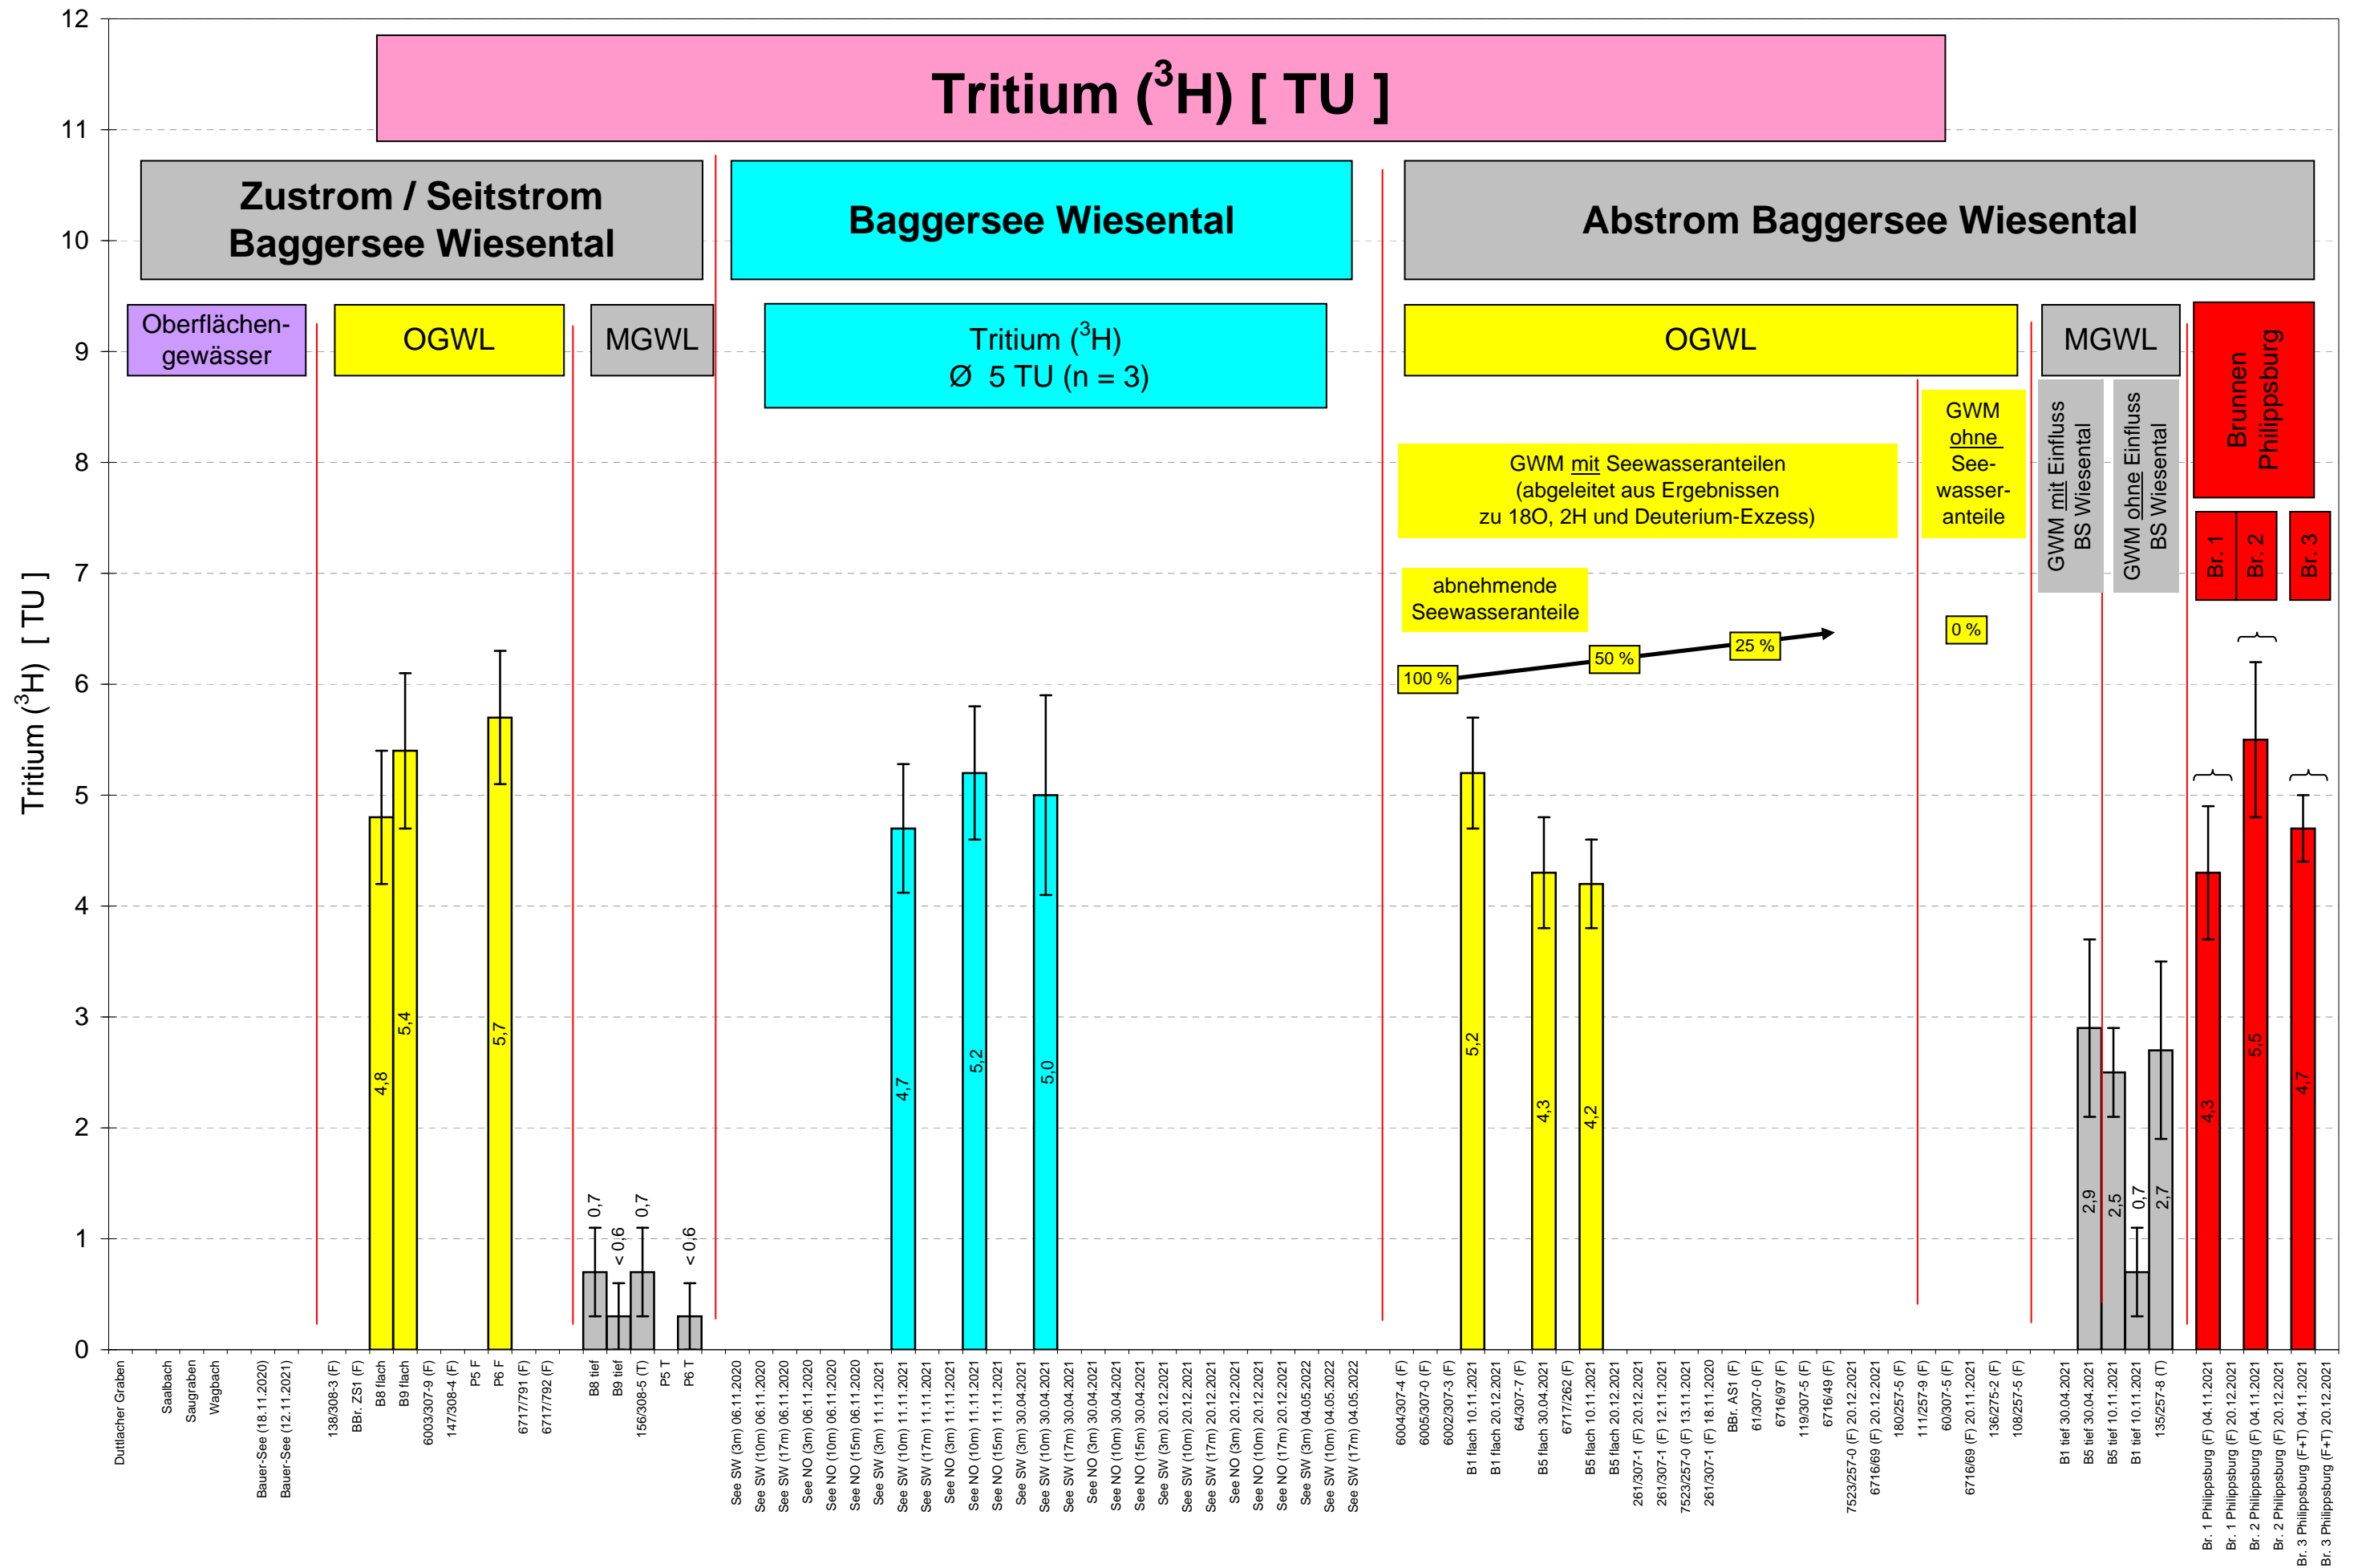 Tritium (³H) [ TU ]
Zustrom / Seitstrom
Baggersee Wiesental
Baggersee Wiesental
Abstrom Baggersee Wiesental
Oberflächen-
gewässer
OGWL
MGWL
Tritium (³H)
Ø 5 TU (n = 3)
OGWL
MGWL
Brunnen
Philippsburg
GWM mit Seewasseranteilen
(abgeleitet aus Ergebnissen
zu 18O, 2H und Deuterium-Exzess)
GWM
ohne
See-
wasser-
anteile
GWM mit Einfluss
BS Wiesental
GWM ohne Einfluss
BS Wiesental
Br. 1
Br. 2
Br. 3
abnehmende
Seewasseranteile
100 %
50 %
25 %
0 %
Tritium (³H) [ TU ]
12
11
10
9
8
7
6
5
4
3
2
1
0
4,8
5,4
5,7
0,7
< 0,6
0,7
< 0,6
4,7
5,2
5,0
5,2
4,3
4,2
2,9
2,5
0,7
2,7
4,3
5,5
4,7
Duttlacher Graben
Saalbach
Saugraben
Wagbach
Bauer-See (18.11.2020)
Bauer-See (12.11.2021)
138/308-3 (F)
BBr. ZS1 (F)
B8 flach
B9 flach
6003/307-9 (F)
147/308-4 (F)
P5 F
P6 F
6717/791 (F)
6717/792 (F)
B8 tief
B9 tief
156/308-5 (T)
P5 T
P6 T
See SW (3m) 06.11.2020
See SW (10m) 06.11.2020
See SW (17m) 06.11.2020
See NO (3m) 06.11.2020
See NO (10m) 06.11.2020
See NO (15m) 06.11.2020
See SW (3m) 11.11.2021
See SW (10m) 11.11.2021
See SW (17m) 11.11.2021
See NO (3m) 11.11.2021
See NO (10m) 11.11.2021
See NO (15m) 11.11.2021
See SW (3m) 30.04.2021
See SW (10m) 30.04.2021
See SW (17m) 30.04.2021
See NO (3m) 30.04.2021
See NO (10m) 30.04.2021
See NO (15m) 30.04.2021
See SW (3m) 20.12.2021
See SW (10m) 20.12.2021
See SW (17m) 20.12.2021
See NO (3m) 20.12.2021
See NO (10m) 20.12.2021
See NO (17m) 20.12.2021
See SW (3m) 04.05.2022
See SW (10m) 04.05.2022
See SW (17m) 04.05.2022
6004/307-4 (F)
6005/307-0 (F)
6002/307-3 (F)
B1 flach 10.11.2021
B1 flach 20.12.2021
64/307-7 (F)
B5 flach 30.04.2021
6717/262 (F)
B5 flach 10.11.2021
B5 flach 20.12.2021
261/307-1 (F) 20.12.2021
261/307-1 (F) 12.11.2021
7523/257-0 (F) 13.11.2021
261/307-1 (F) 18.11.2020
BBr. AS1 (F)
61/307-0 (F)
6716/97 (F)
119/307-5 (F)
6716/49 (F)
7523/257-0 (F) 20.12.2021
6716/69 (F) 20.12.2021
180/257-5 (F)
111/257-9 (F)
60/307-5 (F)
6716/69 (F) 20.11.2021
136/275-2 (F)
108/257-5 (F)
B1 tief 30.04.2021
B5 tief 30.04.2021
B5 tief 10.11.2021
B1 tief 10.11.2021
135/257-8 (T)
Br. 1 Philippsburg (F) 04.11.2021
Br. 1 Philippsburg (F) 20.12.2021
Br. 2 Philippsburg (F) 04.11.2021
Br. 2 Philippsburg (F) 20.12.2021
Br. 3 Philippsburg (F+T) 04.11.2021
Br. 3 Philippsburg (F+T) 20.12.2021